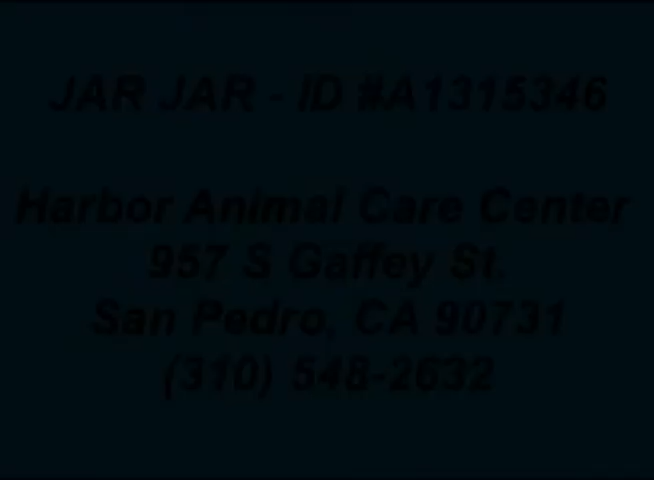 JAR JAR - ID #A1315346
Harbor Animal Care Center
957 S Gaffey St.
San Pedro, CA 90731
(310) 548-2632